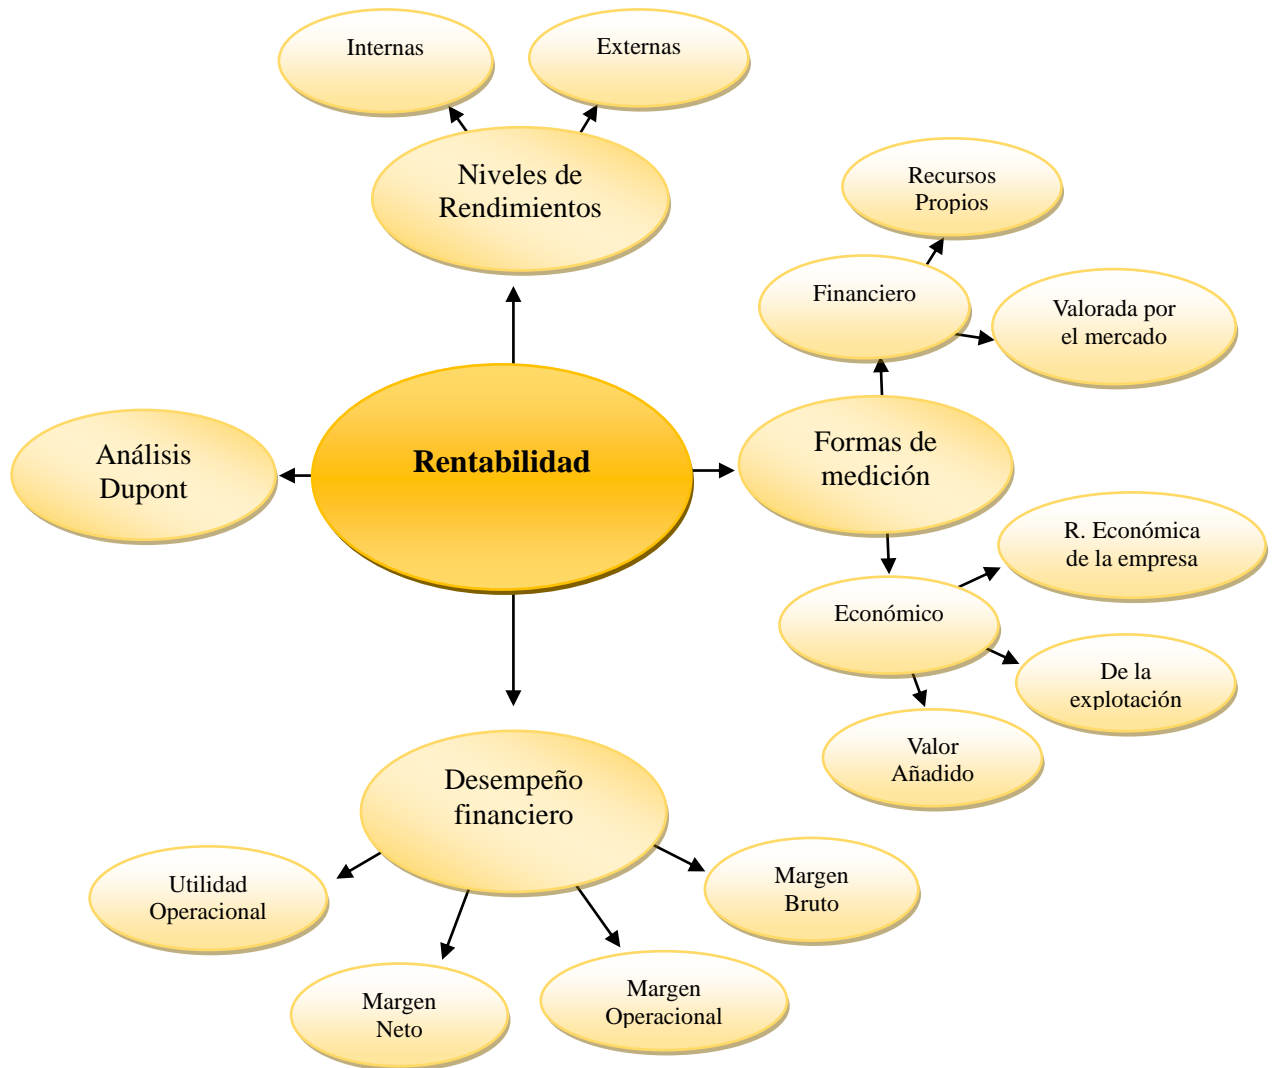 Internas
Externas
Niveles de
Rendimientos
Recursos
Propios
Financiero
Valorada por
el mercado
Análisis
Dupont
Rentabilidad
Formas de
medición
R. Económica
de la empresa
Económico
De la
explotación
Valor
Añadido
Desempeño
financiero
Utilidad
Operacional
Margen
Bruto
Margen
Neto
Margen
Operacional